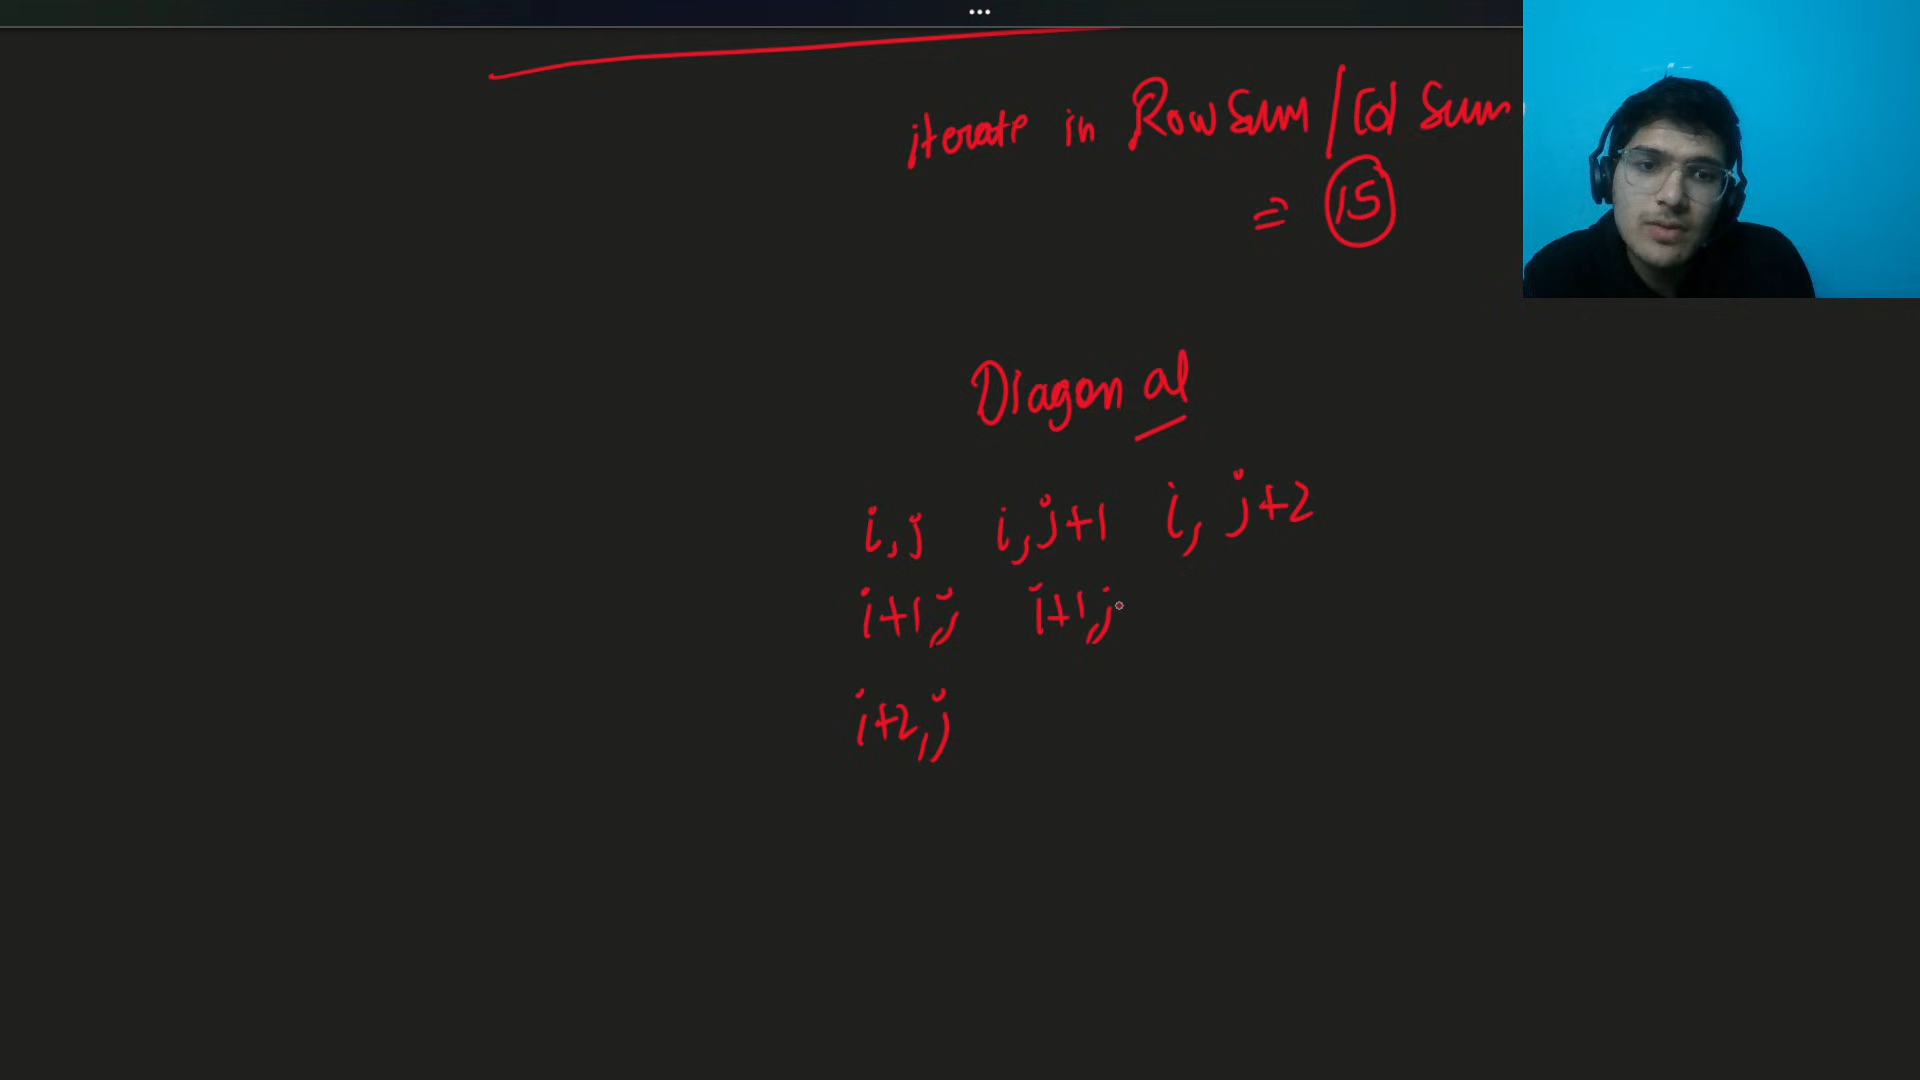 •••
iterate in RowSum / Col Sum
= 15
Diagonal
i,j i,j+1 i,j+2
i+1,j i+1,j
i+2,j